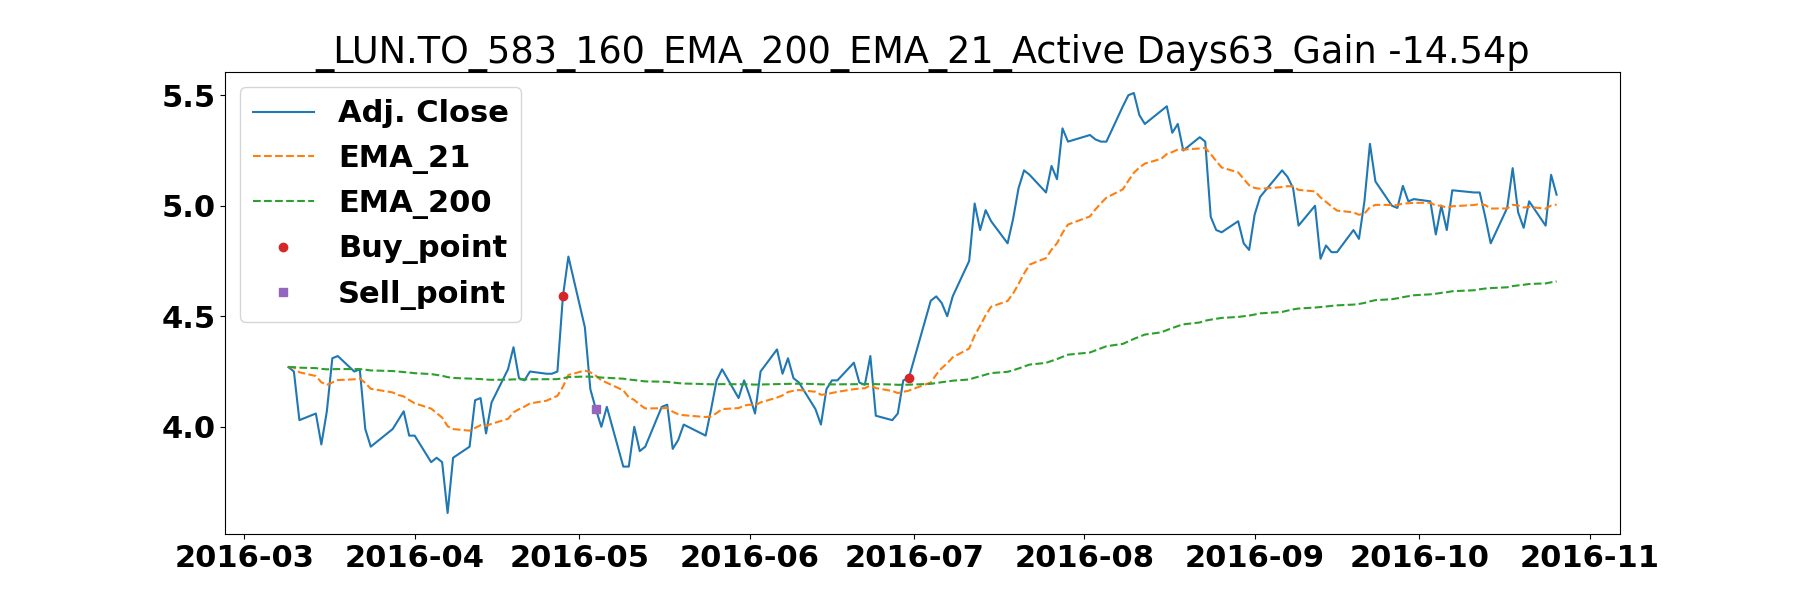 _LUN.TO_583_160_EMA_200_EMA_21_Active Days63_Gain -14.54p
5.5
5.0
4.5
4.0
Adj. Close
EMA_21
EMA_200
Buy_point
Sell_point
2016-03 2016-04 2016-05 2016-06 2016-07 2016-08 2016-09 2016-10 2016-11